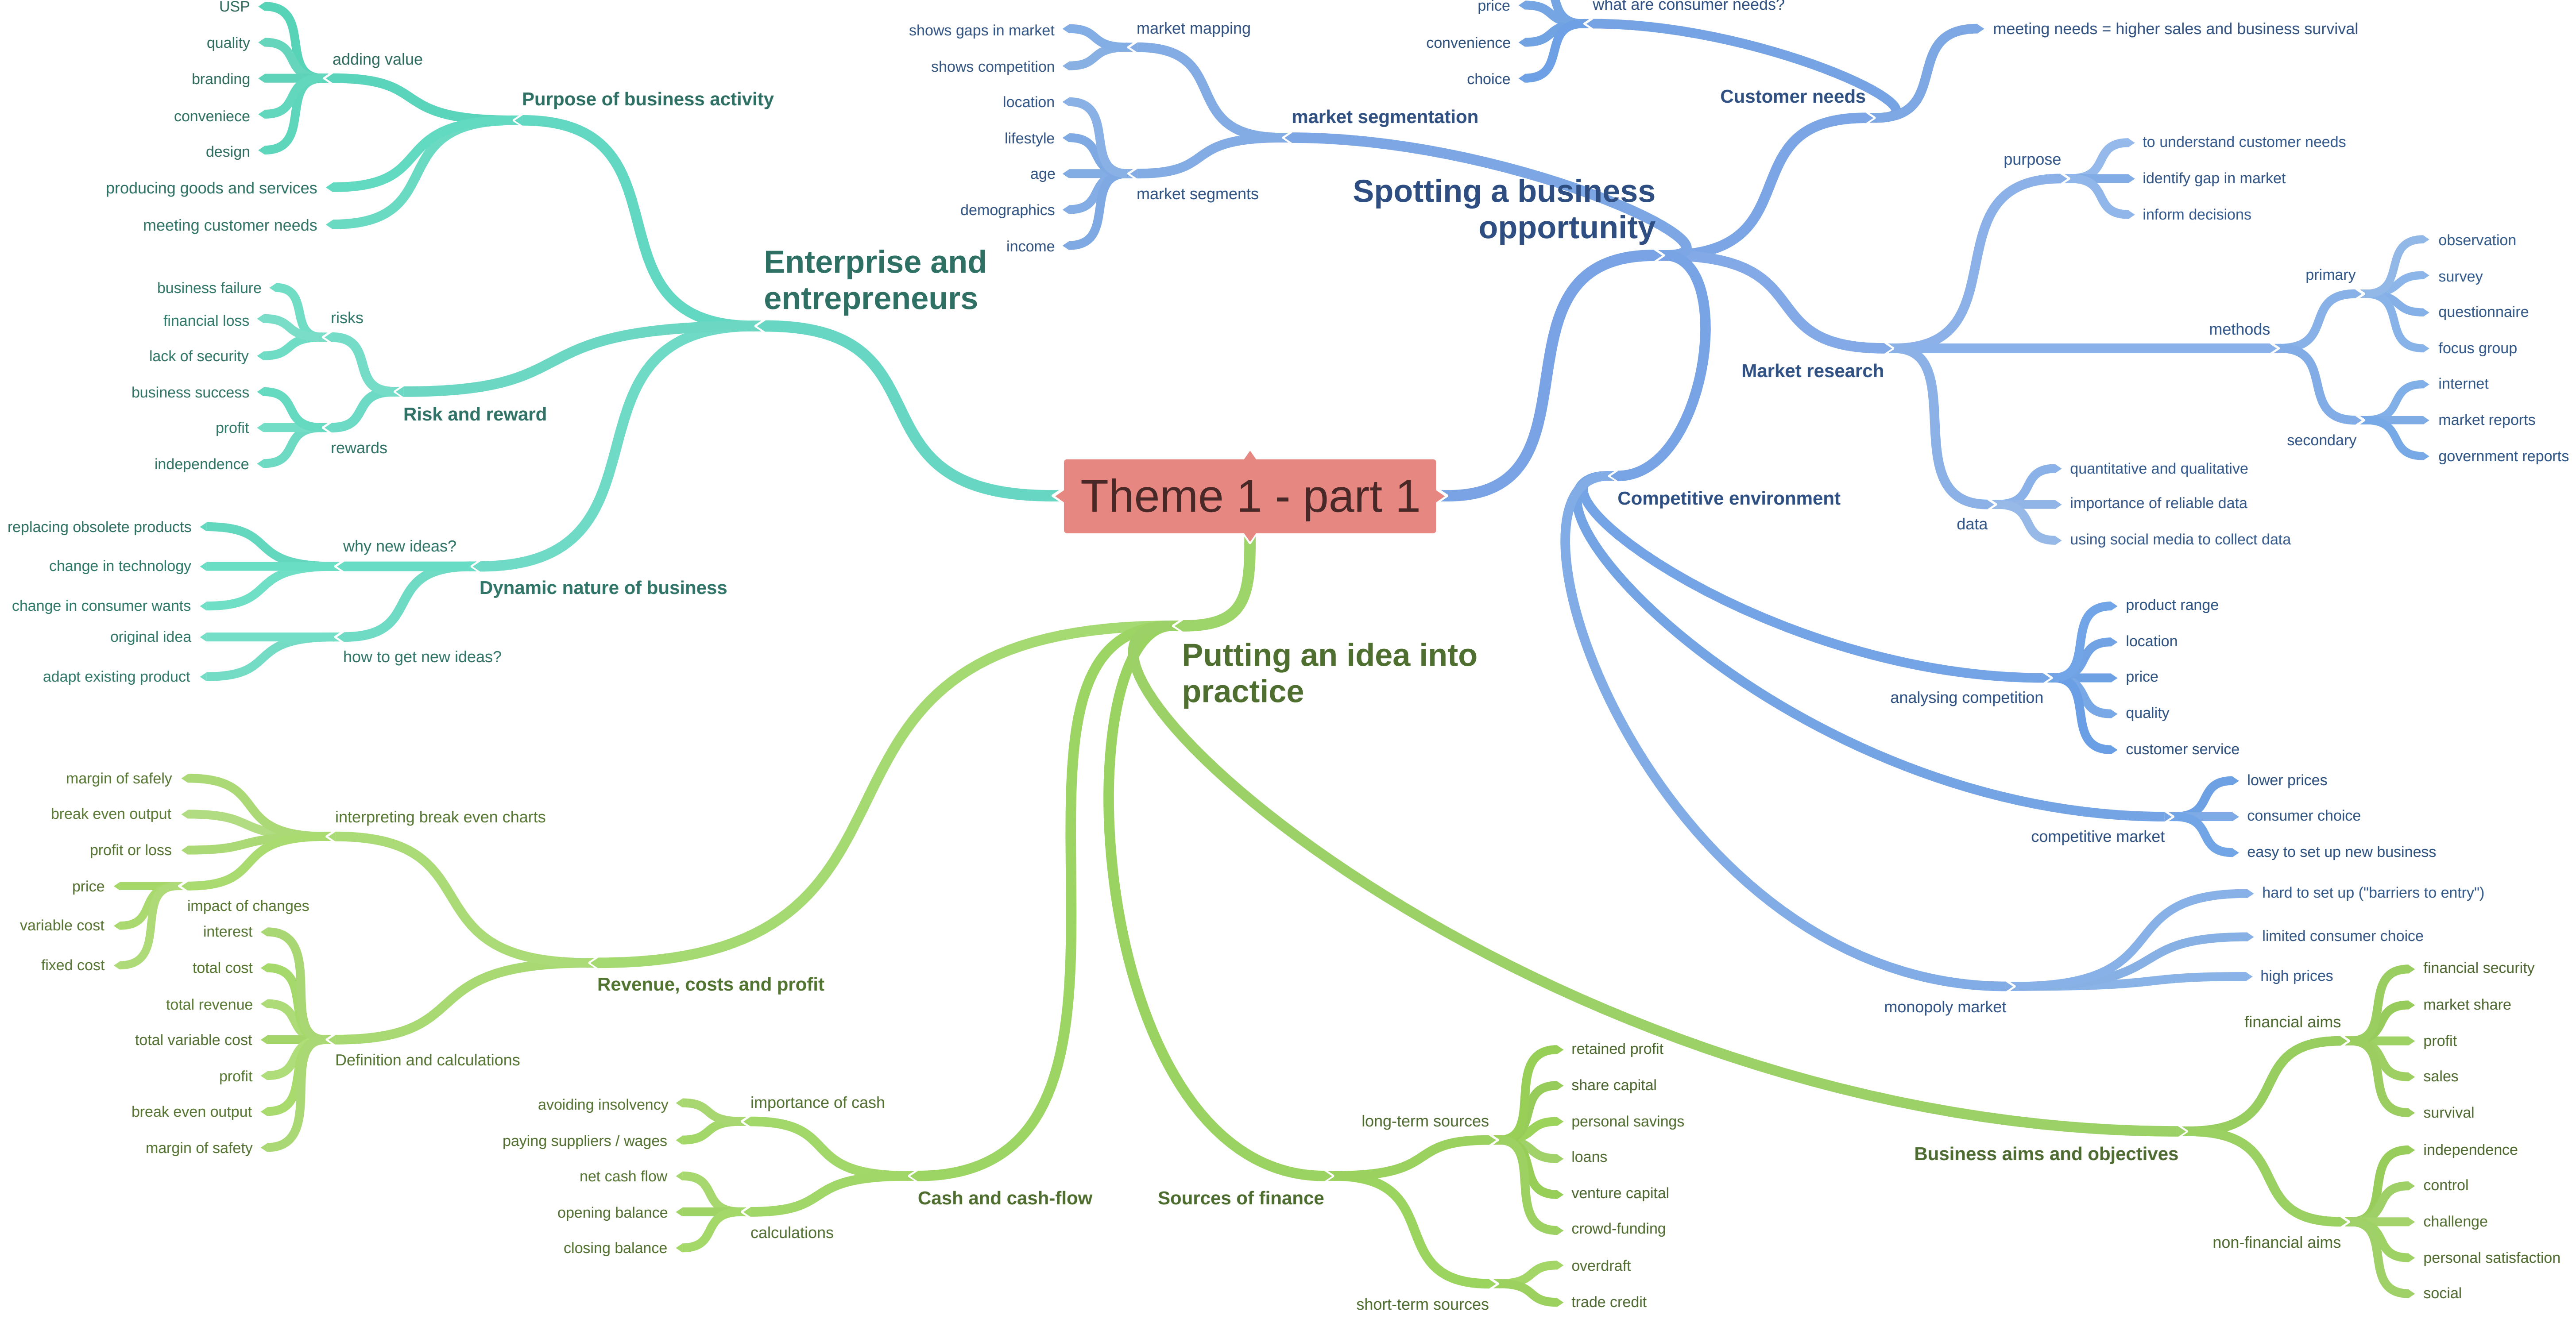 Theme 1 - part 1
Enterprise and
entrepreneurs
Purpose of business activity
adding value
USP
quality
branding
conveniece
design
producing goods and services
meeting customer needs
Risk and reward
risks
business failure
financial loss
lack of security
rewards
business success
profit
independence
Dynamic nature of business
why new ideas?
replacing obsolete products
change in technology
change in consumer wants
how to get new ideas?
original idea
adapt existing product
Spotting a business
opportunity
Customer needs
what are consumer needs?
price
convenience
choice
meeting needs = higher sales and business survival
market segmentation
market mapping
shows gaps in market
shows competition
market segments
location
lifestyle
age
demographics
income
Market research
purpose
to understand customer needs
identify gap in market
inform decisions
methods
primary
observation
survey
questionnaire
focus group
secondary
internet
market reports
government reports
data
quantitative and qualitative
importance of reliable data
using social media to collect data
Competitive environment
analysing competition
product range
location
price
quality
customer service
competitive market
lower prices
consumer choice
easy to set up new business
monopoly market
hard to set up ("barriers to entry")
limited consumer choice
high prices
Putting an idea into
practice
Revenue, costs and profit
interpreting break even charts
margin of safely
break even output
profit or loss
impact of changes
price
variable cost
fixed cost
Definition and calculations
interest
total cost
total revenue
total variable cost
profit
break even output
margin of safety
Cash and cash-flow
importance of cash
avoiding insolvency
paying suppliers / wages
calculations
net cash flow
opening balance
closing balance
Sources of finance
long-term sources
retained profit
share capital
personal savings
loans
venture capital
crowd-funding
short-term sources
overdraft
trade credit
Business aims and objectives
financial aims
financial security
market share
profit
sales
survival
non-financial aims
independence
control
challenge
personal satisfaction
social